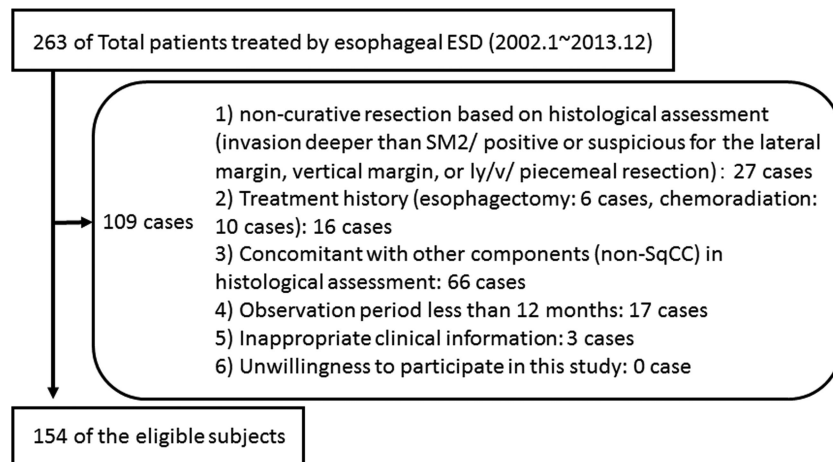 263 of Total patients treated by esophageal ESD (2002.1~2013.12)
109 cases
1) non-curative resection based on histological assessment
(invasion deeper than SM2/ positive or suspicious for the lateral
margin, vertical margin, or ly/v/ piecemeal resection): 27 cases
2) Treatment history (esophagectomy: 6 cases, chemoradiation:
10 cases): 16 cases
3) Concomitant with other components (non-SqCC) in
histological assessment: 66 cases
4) Observation period less than 12 months: 17 cases
5) Inappropriate clinical information: 3 cases
6) Unwillingness to participate in this study: 0 case
154 of the eligible subjects